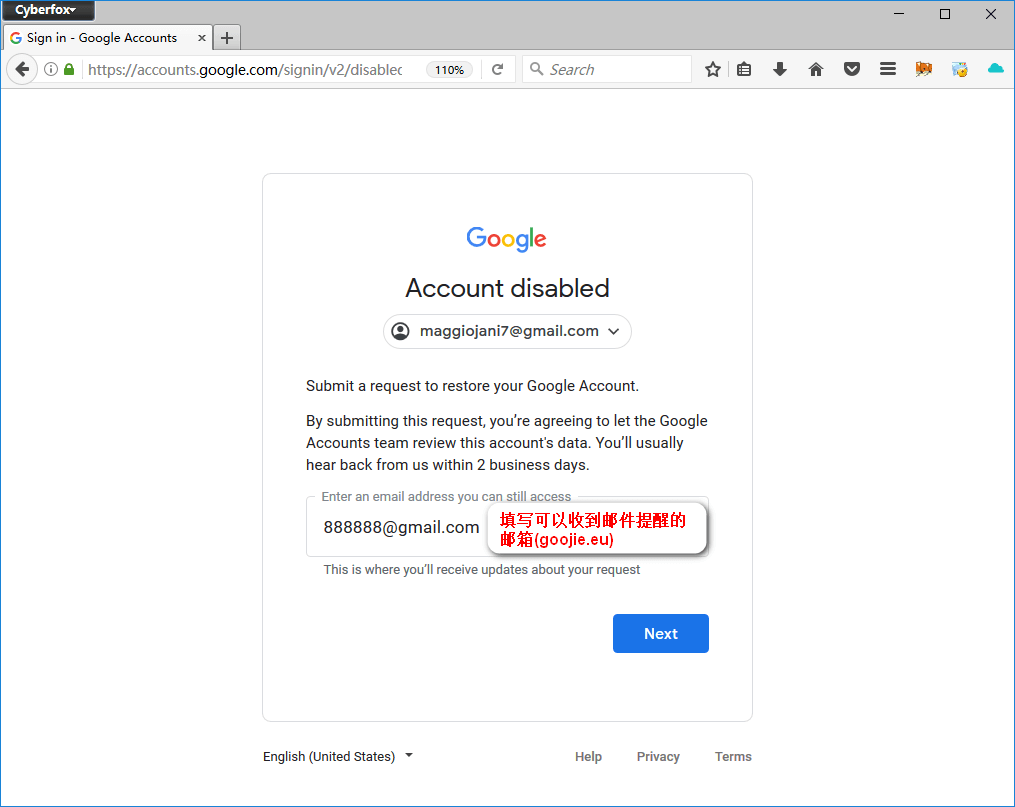 Cyberfox
Sign in - Google Accounts
https://accounts.google.com/signin/v2/disabled
110%
Search
Google
Account disabled
maggiojani7@gmail.com
Submit a request to restore your Google Account.
By submitting this request, you’re agreeing to let the Google
Accounts team review this account's data. You’ll usually
hear back from us within 2 business days.
Enter an email address you can still access
888888@gmail.com
填写可以收到邮件提醒的
邮箱(goojie.eu)
This is where you’ll receive updates about your request
Next
English (United States)
Help Privacy Terms